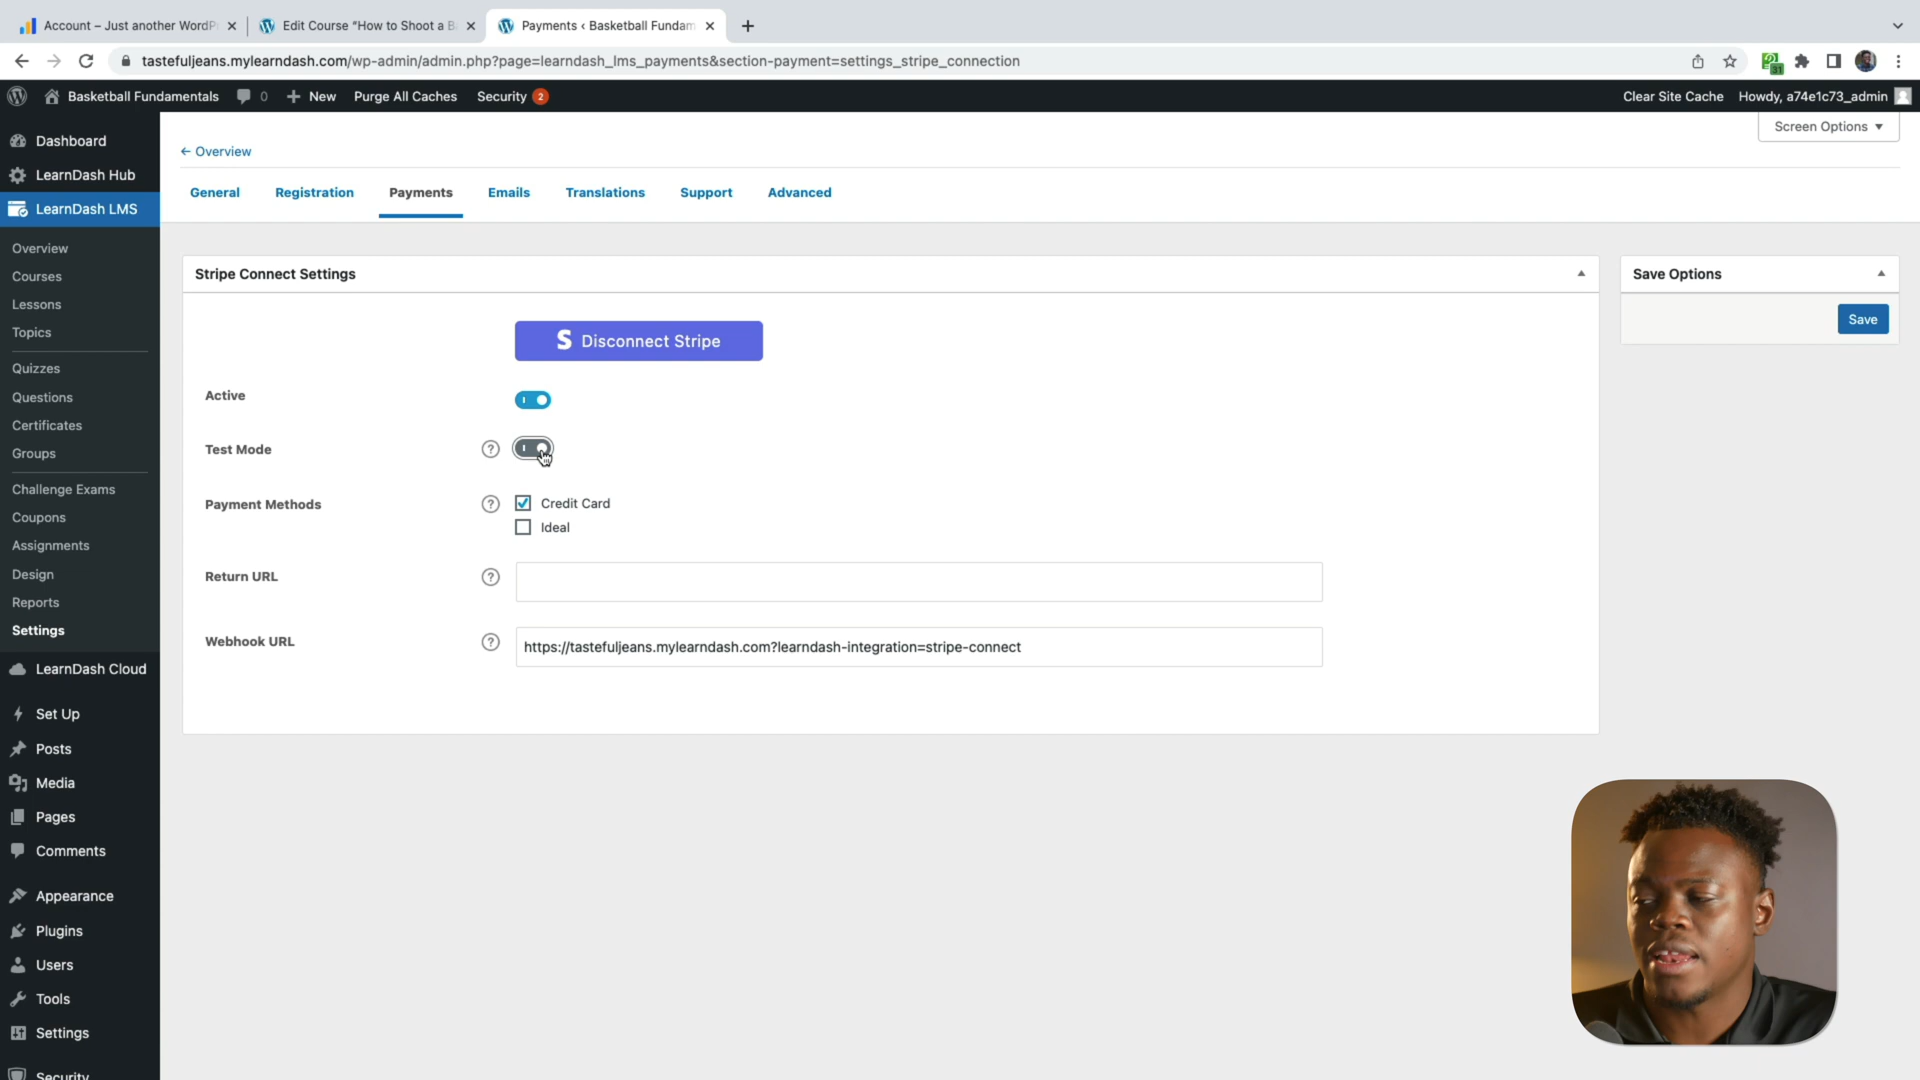 Account – Just another WordP
Edit Course “How to Shoot a B
Payments ‹ Basketball Fundam
tastefuljeans.mylearndash.com/wp-admin/admin.php?page=learndash_lms_payments&section-payment=settings_stripe_connection
31
Basketball Fundamentals
0
New
Purge All Caches
Security 2
Clear Site Cache
Howdy, a74e1c73_admin
Screen Options
Dashboard
LearnDash Hub
LearnDash LMS
Overview
Courses
Lessons
Topics
Quizzes
Questions
Certificates
Groups
Challenge Exams
Coupons
Assignments
Design
Reports
Settings
LearnDash Cloud
Set Up
Posts
Media
Pages
Comments
Appearance
Plugins
Users
Tools
Settings
Security
← Overview
General
Registration
Payments
Emails
Translations
Support
Advanced
Stripe Connect Settings
S Disconnect Stripe
Active
Test Mode
?
Payment Methods
?
Credit Card
Ideal
Return URL
?
Webhook URL
?
https://tastefuljeans.mylearndash.com?learndash-integration=stripe-connect
Save Options
Save